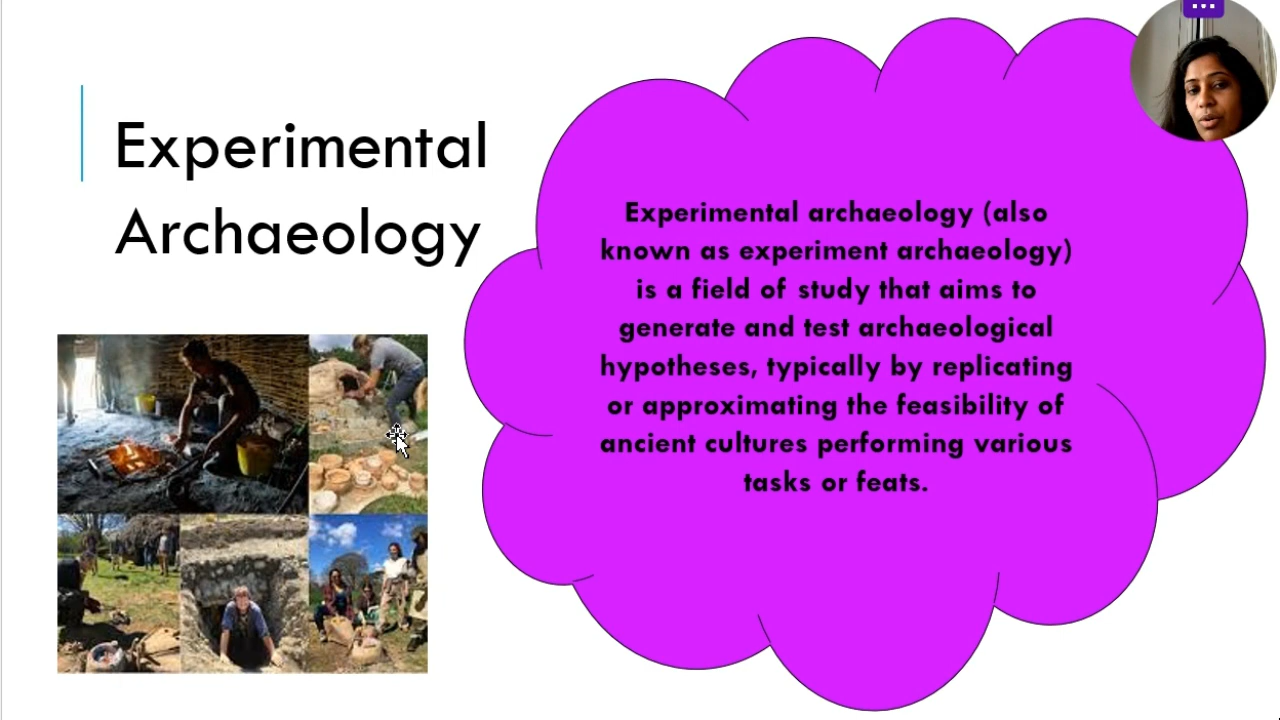 Experimental
Archaeology
Experimental archaeology (also
known as experiment archaeology)
is a field of study that aims to
generate and test archaeological
hypotheses, typically by replicating
or approximating the feasibility of
ancient cultures performing various
tasks or feats.